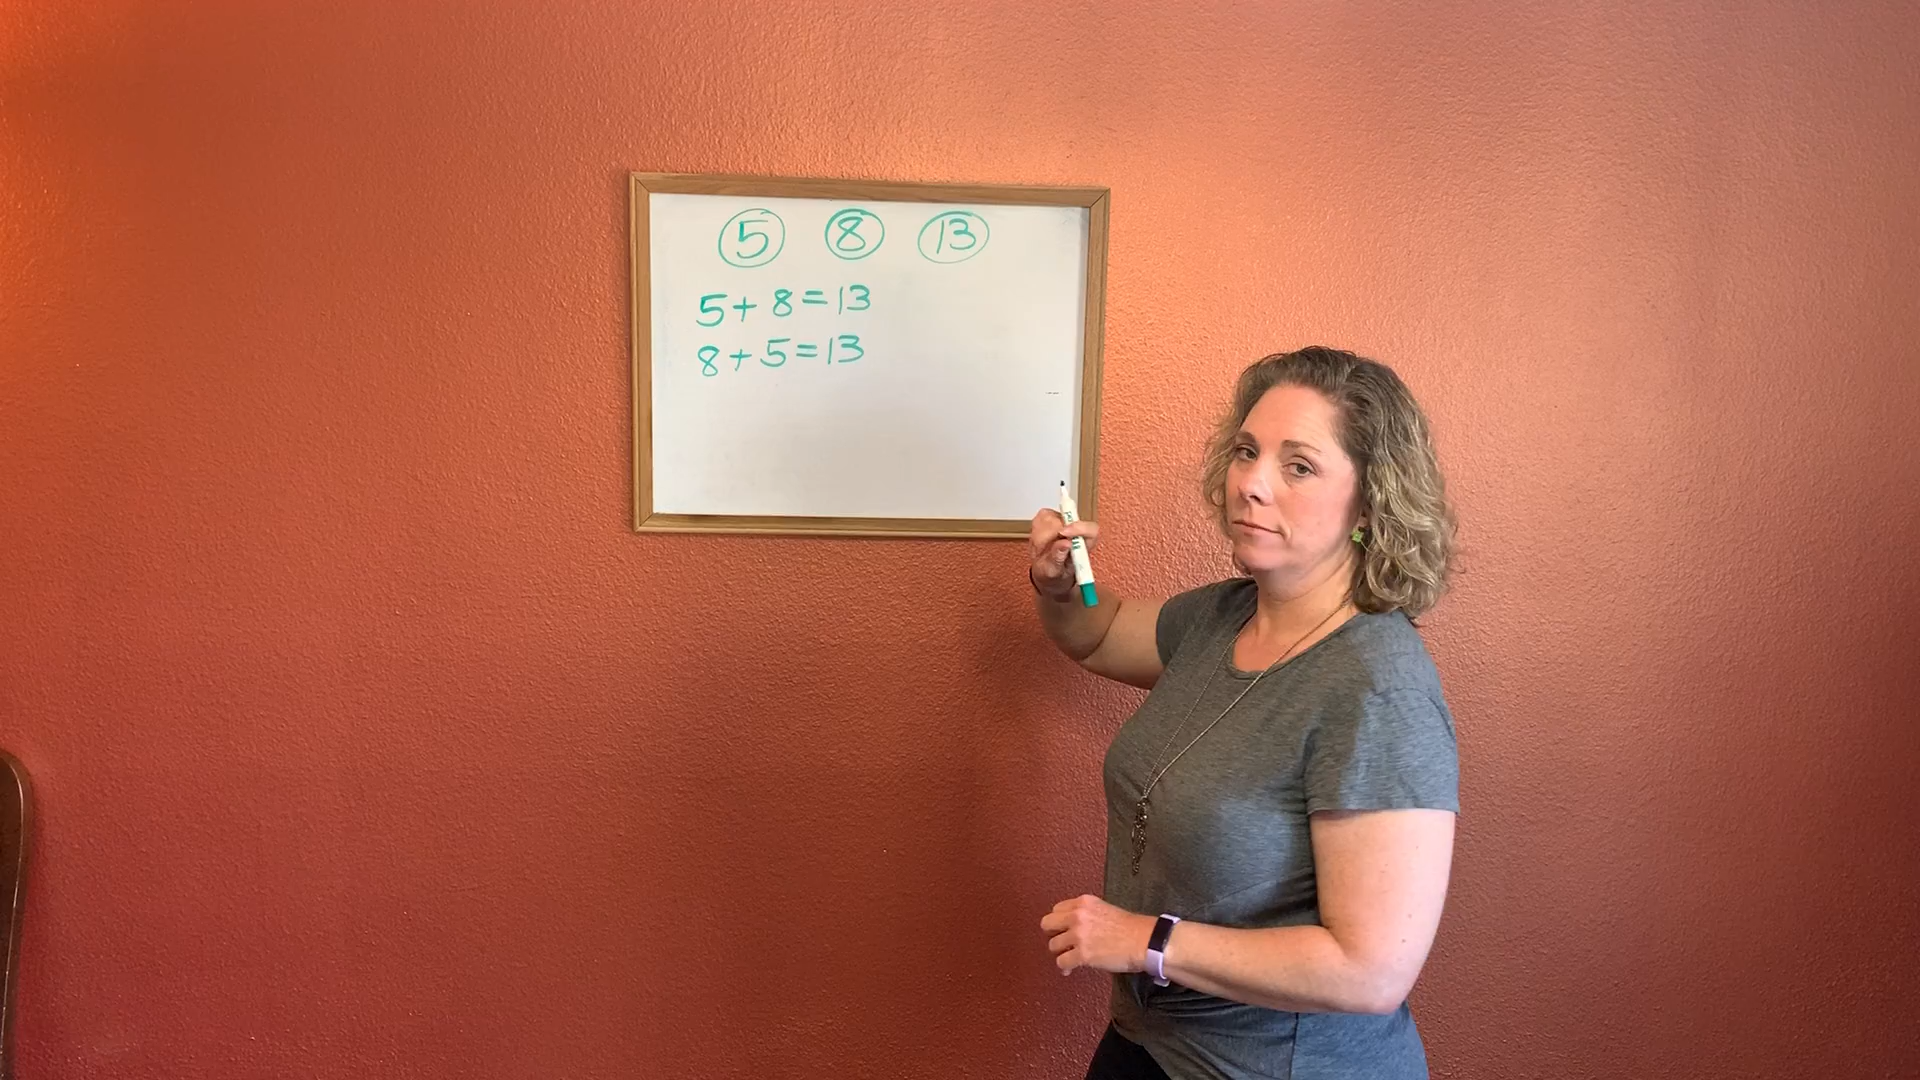 5 8 13
5 + 8 = 13
8 + 5 = 13